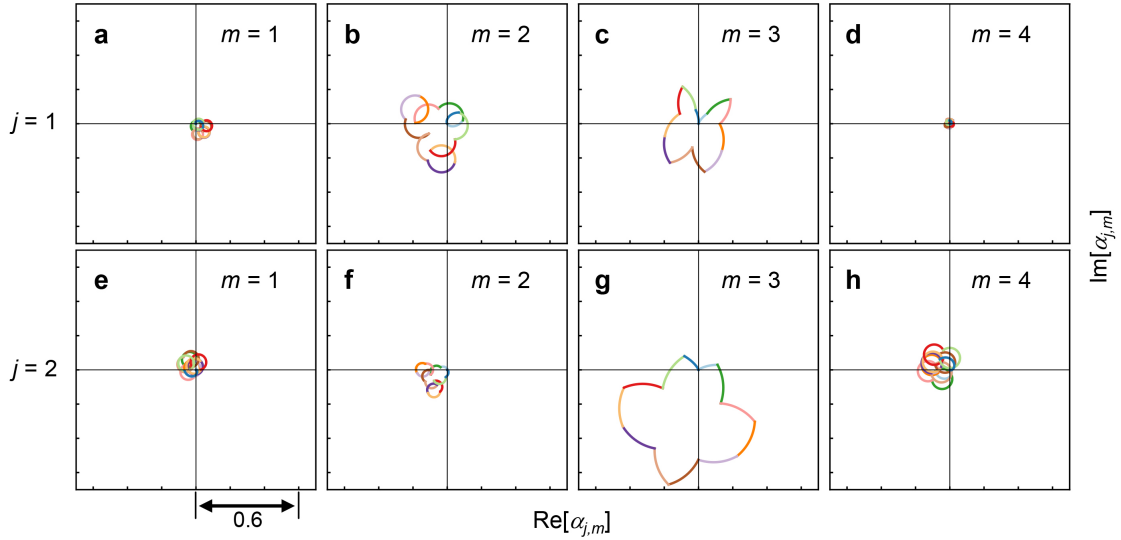 a m = 1
b m = 2
c m = 3
d m = 4
j = 1
e m = 1
f m = 2
g m = 3
h m = 4
j = 2
Im[αj,m]
0.6
Re[αj,m]